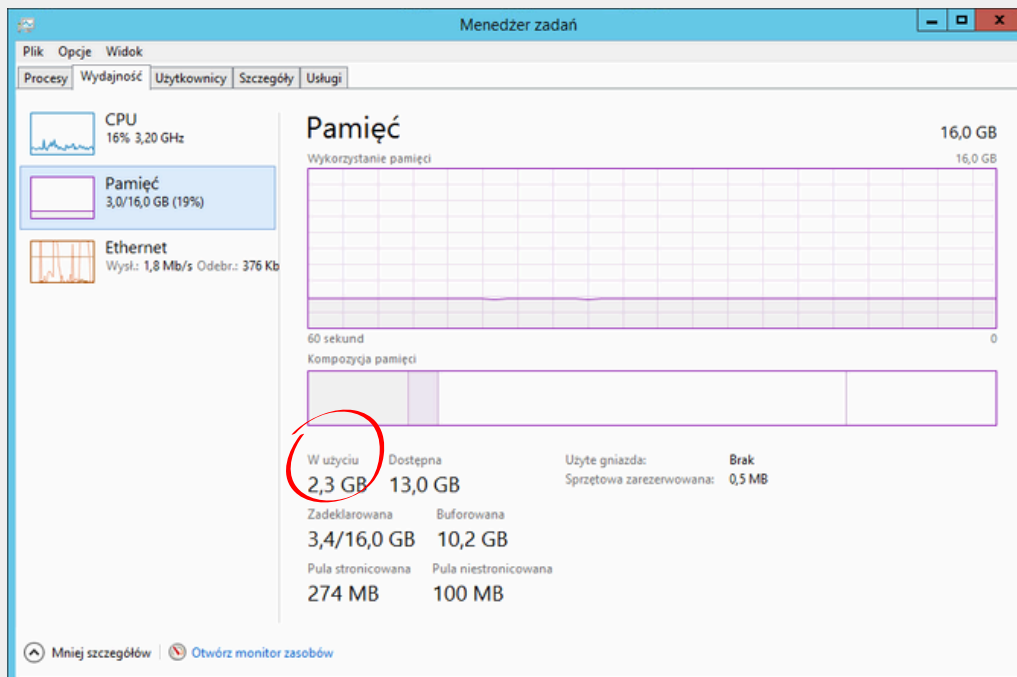 Menedżer zadań
Plik Opcje Widok
Procesy Wydajność Użytkownicy Szczegóły Usługi
CPU
16% 3,20 GHz
Pamięć
3,0/16,0 GB (19%)
Ethernet
Wysł.: 1,8 Mb/s Odebr.: 376 Kb
Pamięć 16,0 GB
Wykorzystanie pamięci 16,0 GB
60 sekund 0
Kompozycja pamięci
W użyciu Dostępna
2,3 GB 13,0 GB
Zadeklarowana Buforowana
3,4/16,0 GB 10,2 GB
Pula stronicowana Pula niestronicowana
274 MB 100 MB
Użyte gniazda: Brak
Sprzętowa zarezerwowana: 0,5 MB
Mniej szczegółów Otwórz monitor zasobów